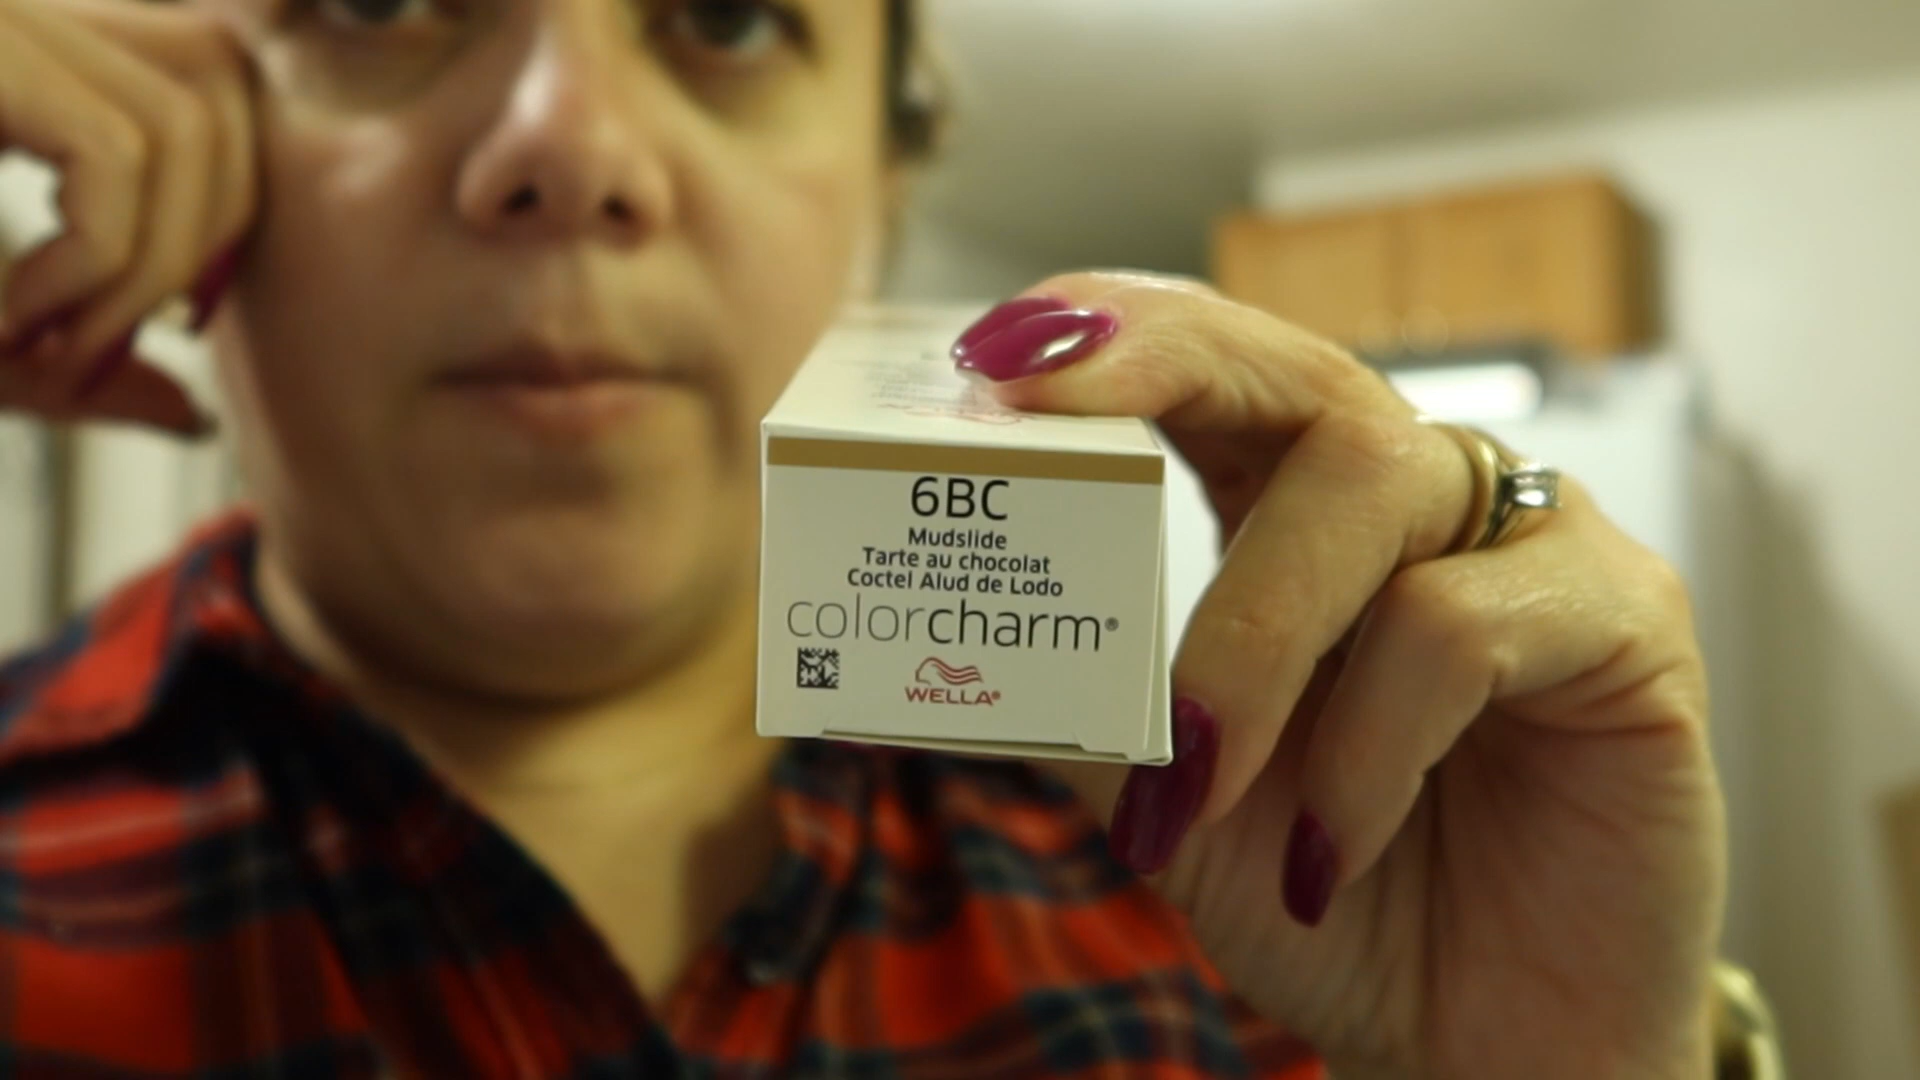 6BC
Mudslide
Tarte au chocolat
Coctel Alud de Lodo
colorcharm®
WELLA®